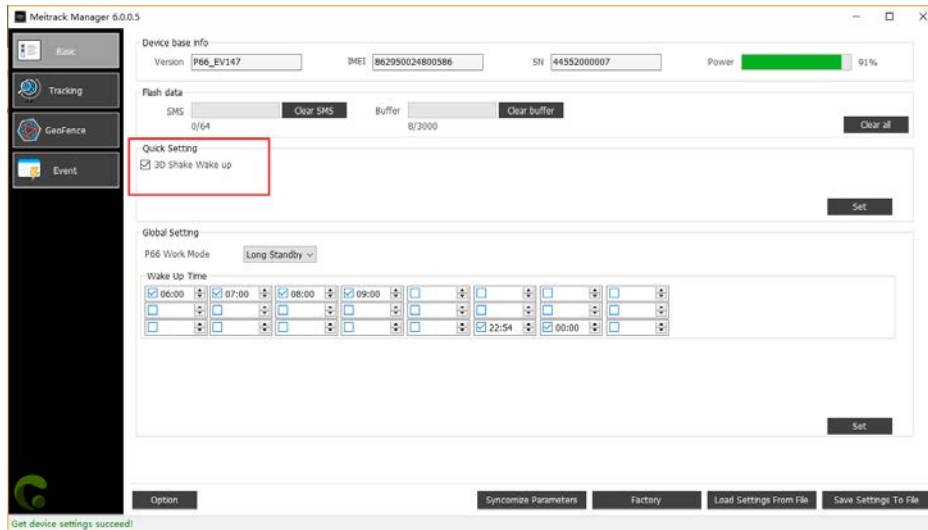 Meitrack Manager 6.0.0.5
Basic
Tracking
GeoFence
Event
Device base info
Version P66_EV147 IMEI 862950024800586 SN 44552000007 Power 91%
Flash data
SMS Clear SMS Buffer Clear buffer
0/64 8/3000 Clear all
Quick Setting
3D Shake Wake up
Set
Global Setting
P66 Work Mode Long Standby
Wake Up Time
06:00 07:00 08:00 09:00
22:54 00:00
Set
Option Syncornize Parameters Factory Load Settings From File Save Settings To File
Get device settings succeed!